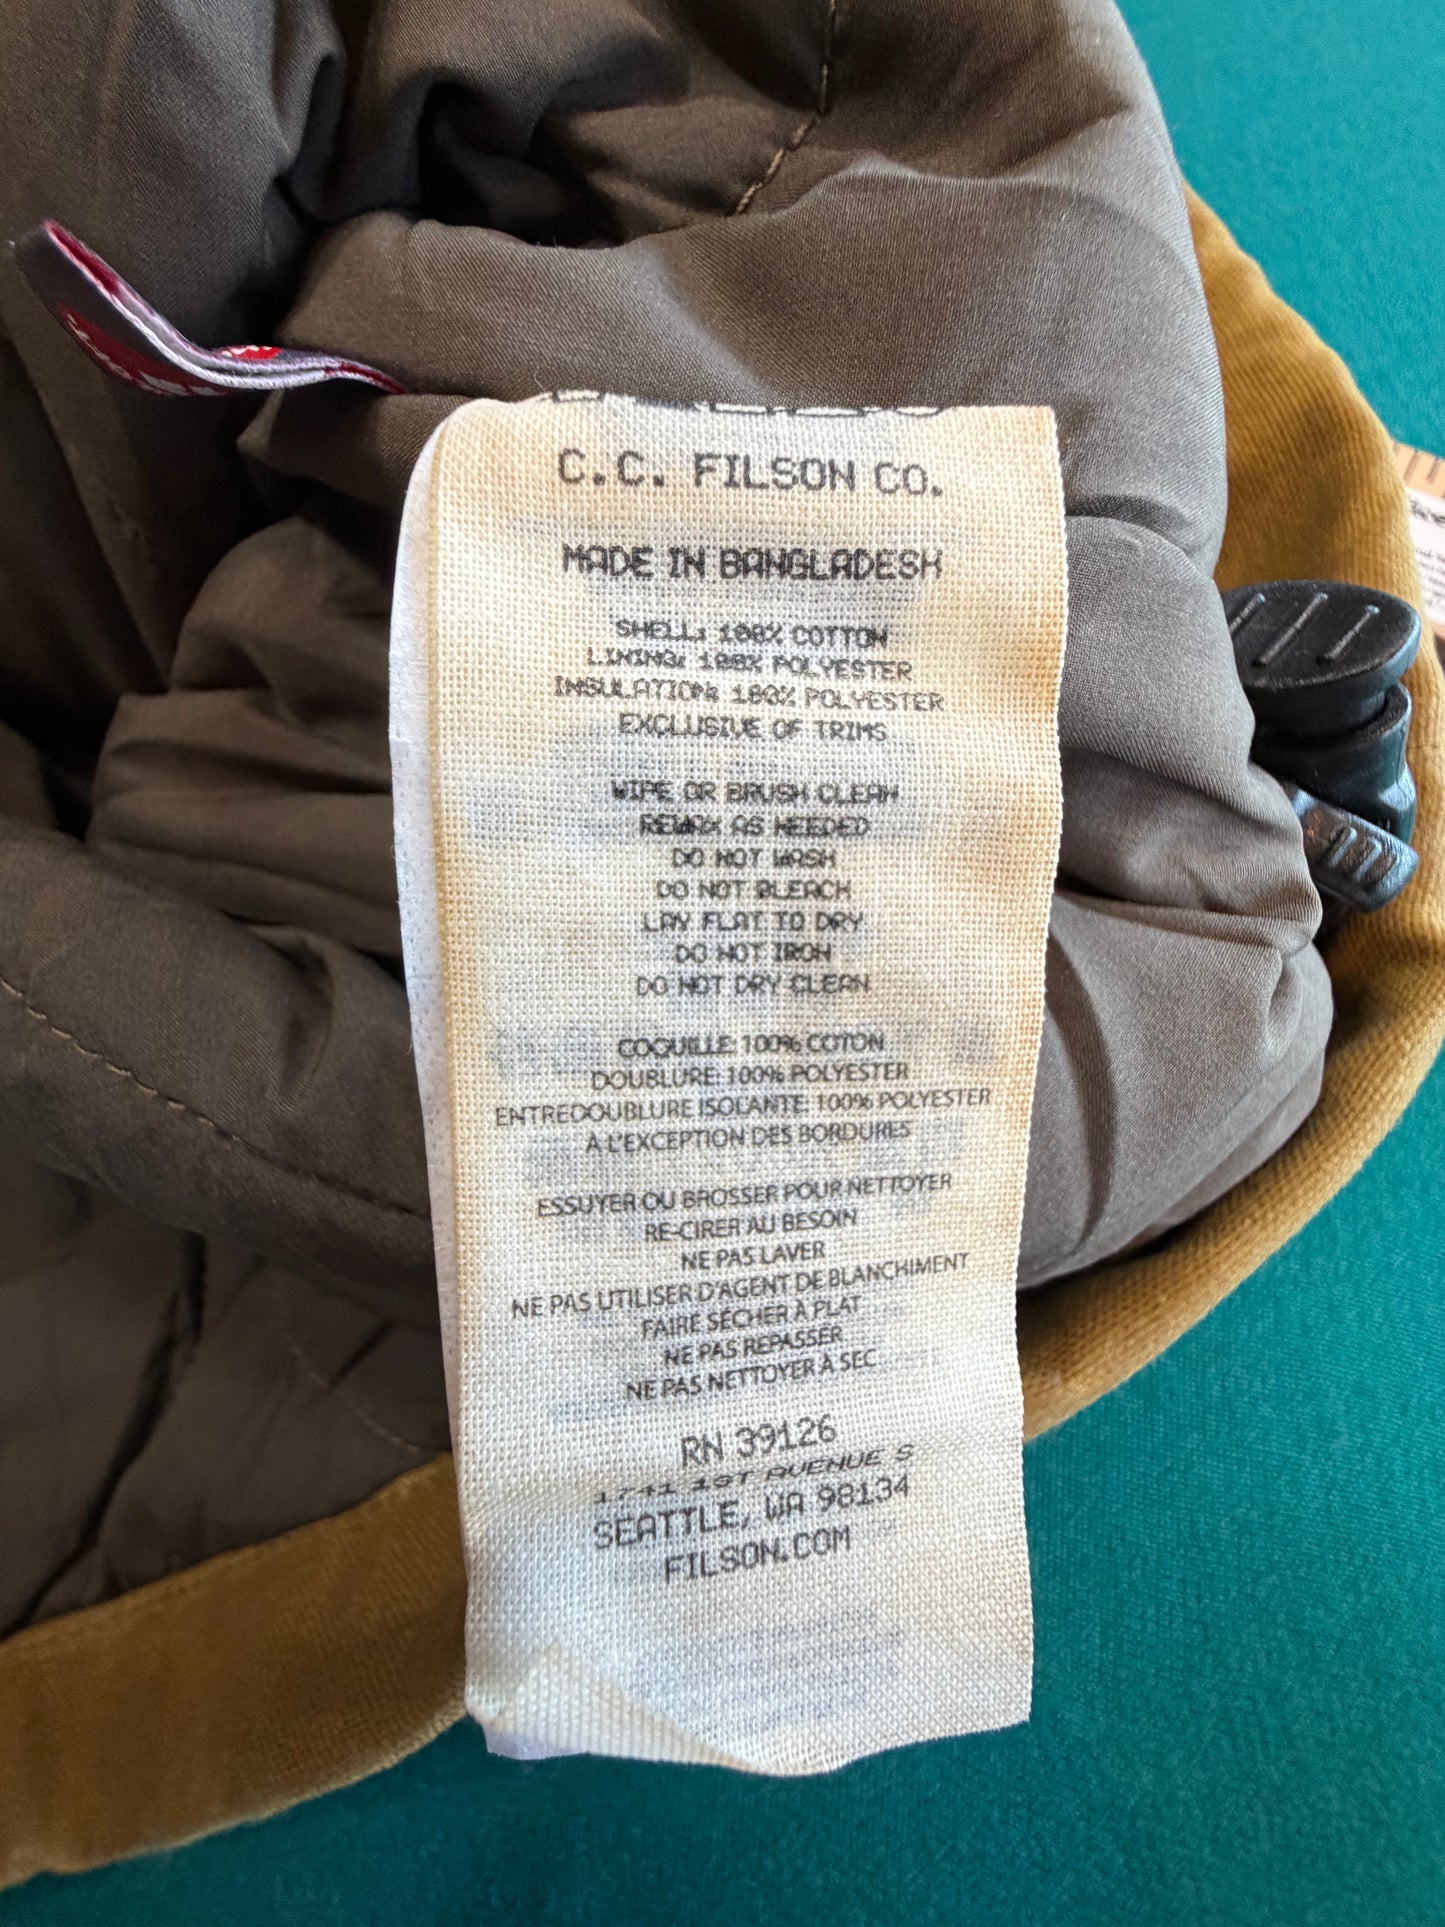 C.C. FILSON CO.
MADE IN BANGLADESH
SHELL: 100% COTTON
LINING: 100% POLYESTER
INSULATION: 100% POLYESTER
EXCLUSIVE OF TRIMS
WIPE OR BRUSH CLEAN
REWAX AS NEEDED
DO NOT WASH
DO NOT BLEACH
LAY FLAT TO DRY
DO NOT IRON
DO NOT DRY CLEAN
COQUILLE: 100% COTON
DOUBLURE: 100% POLYESTER
ENTREDOUBLURE ISOLANTE: 100% POLYESTER
A L'EXCEPTION DES BORDURES
ESSUYER OU BROSSER POUR NETTOYER
RE-CIRER AU BESOIN
NE PAS LAVER
NE PAS UTILISER D'AGENT DE BLANCHIMENT
FAIRE SÉCHER À PLAT
NE PAS REPASSER
NE PAS NETTOYER À SEC
RN 39126
1741 1ST AVENUE S
SEATTLE, WA 98134
FILSON.COM